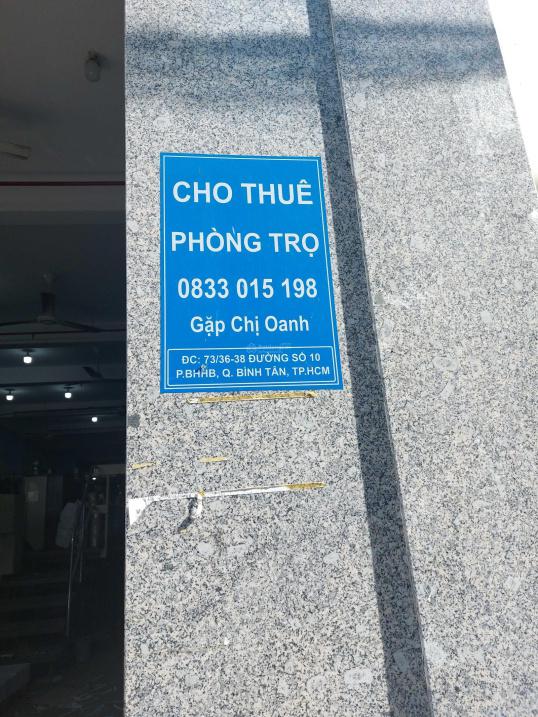 CHO THUÊ
PHÒNG TRỌ
0833 015 198
Gặp Chị Oanh
ĐC: 73/36-38 ĐƯỜNG SỐ 10
P.BHHB, Q. BÌNH TÂN, TP.HCM